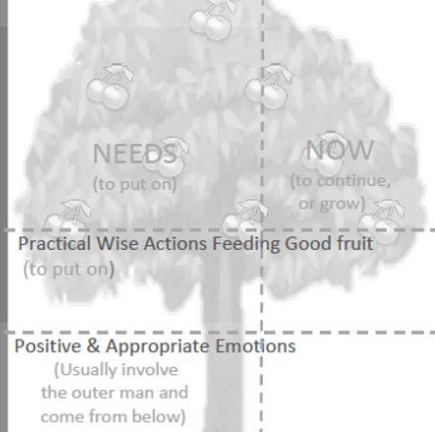 NEEDS
(to put on)
NOW
(to continue,
or grow)
Practical Wise Actions Feeding Good fruit
(to put on)
Positive & Appropriate Emotions
(Usually involve
the outer man and
come from below)